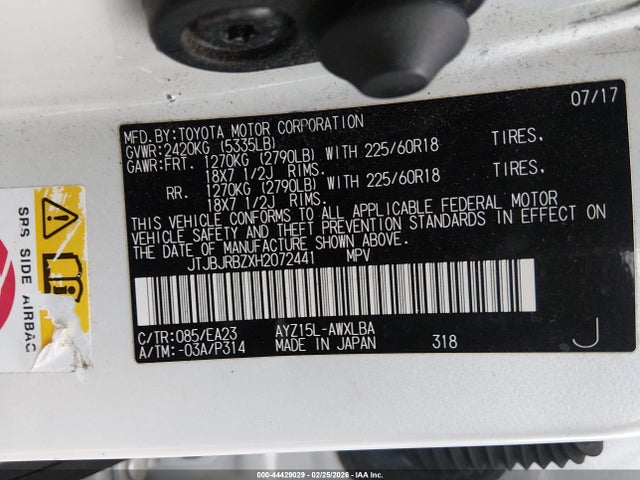 07/17
MFD.BY:TOYOTA MOTOR CORPORATION
GVWR:2420KG (5335LB)
GAWR:FRT. 1270KG (2790LB) WITH 225/60R18 TIRES.
18X7 1/2J RIMS.
RR. 1270KG (2790LB) WITH 225/60R18 TIRES.
18X7 1/2J RIMS.
THIS VEHICLE CONFORMS TO ALL APPLICABLE FEDERAL MOTOR
VEHICLE SAFETY AND THEFT PREVENTION STANDARDS IN EFFECT ON
THE DATE OF MANUFACTURE SHOWN ABOVE.
JTJBJRBZXH2072441 MPV
C/TR:085/EA23 AYZ15L-AWXLBA
A/TM:-03A/P314 MADE IN JAPAN 318 J
SRS SIDE AIRBAG
000-44429029 - 02/25/2026 - © IAA Inc.